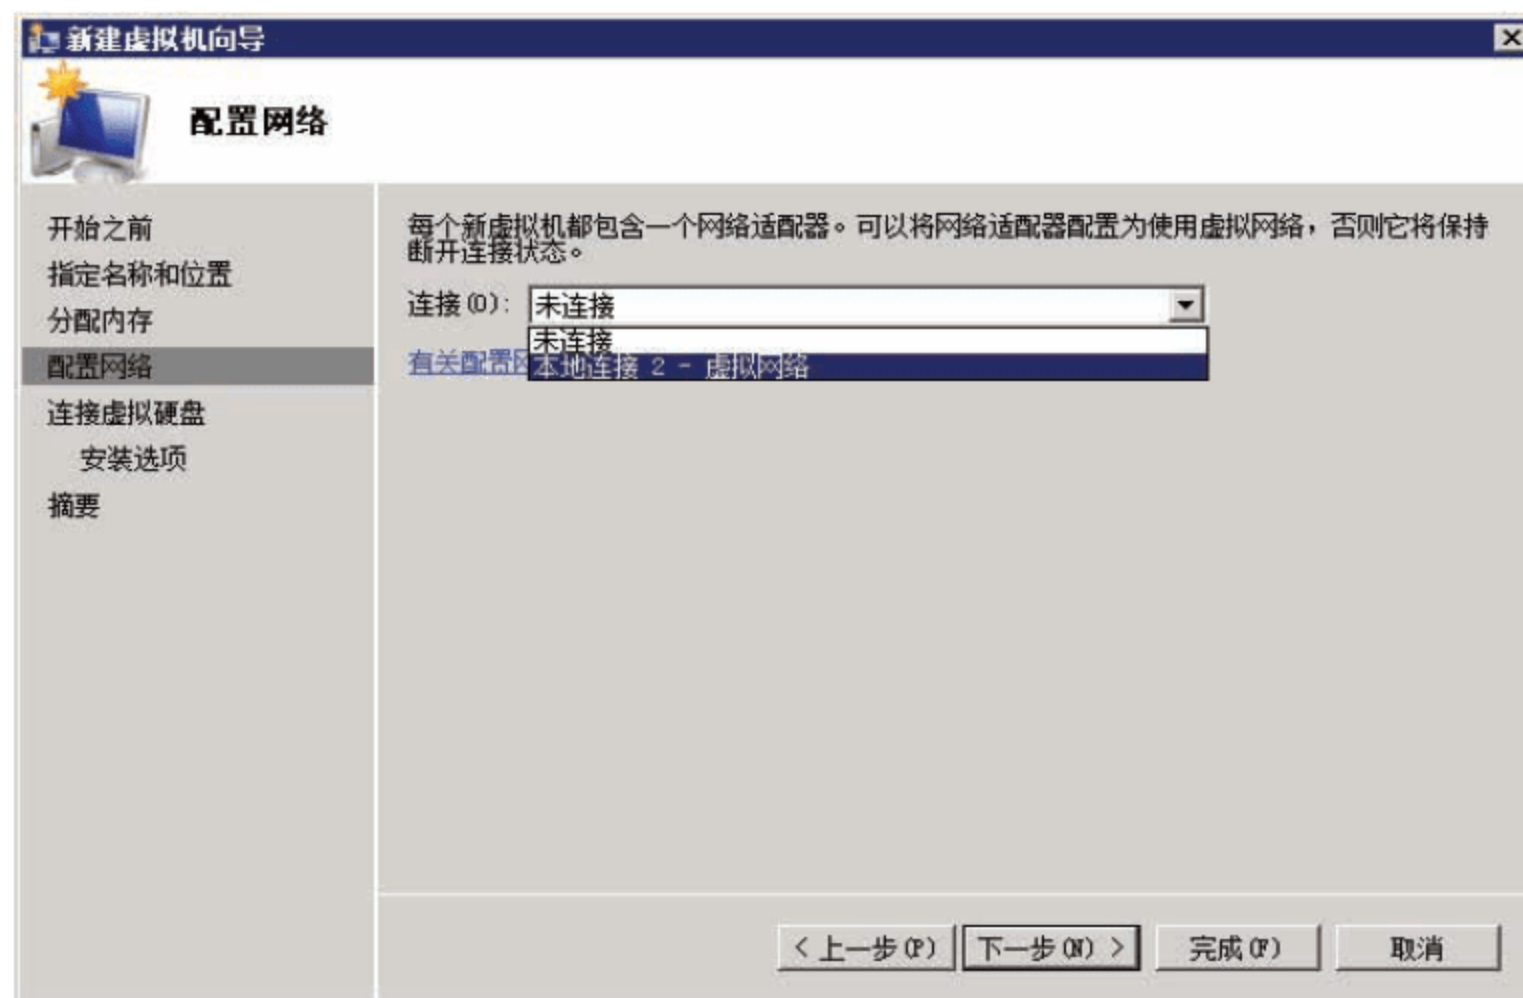 新建虚拟机向导
配置网络
开始之前
指定名称和位置
分配内存
配置网络
连接虚拟硬盘
安装选项
摘要
每个新虚拟机都包含一个网络适配器。可以将网络适配器配置为使用虚拟网络，否则它将保持
断开连接状态。
连接(O): 未连接
未连接
有关配置 本地连接 2 - 虚拟网络
< 上一步(P) 下一步(N) > 完成(F) 取消